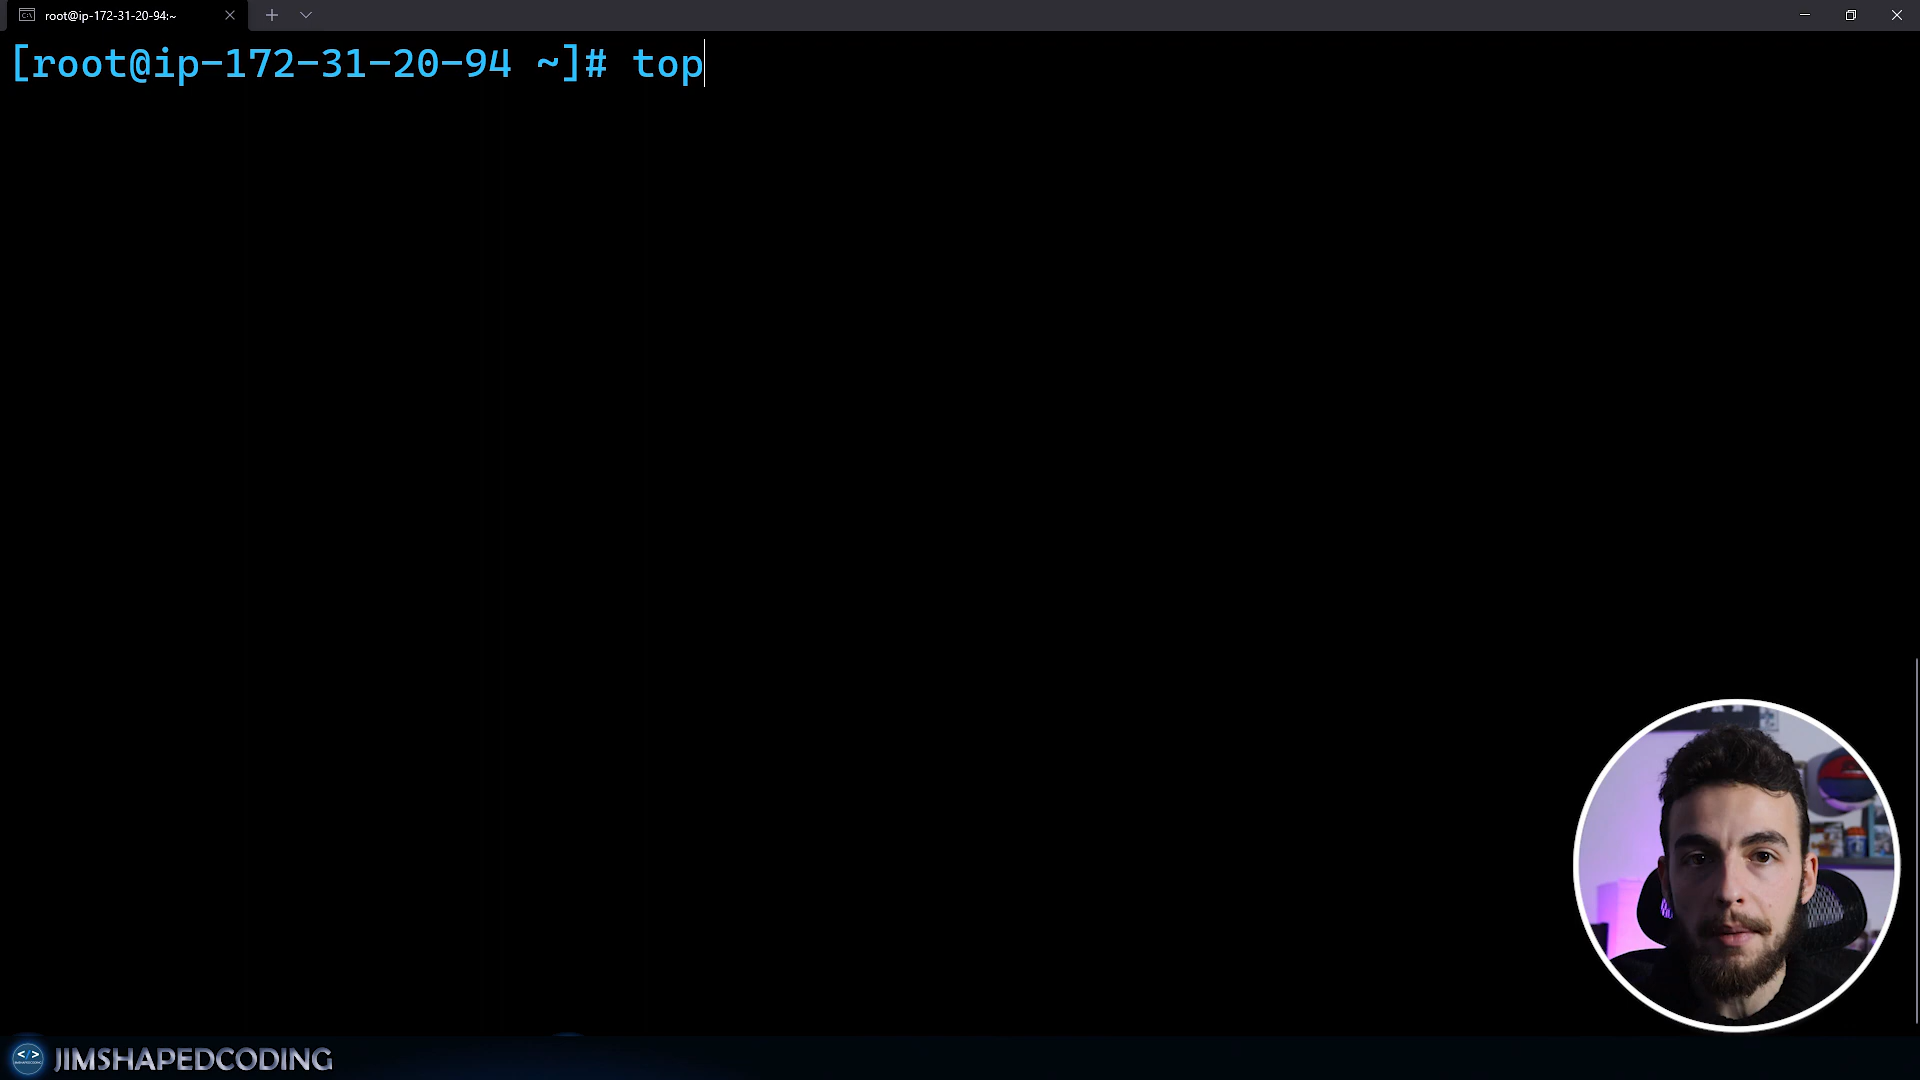 root@ip-172-31-20-94:~
[root@ip-172-31-20-94 ~]# top
</> JIMSHAPEDCODING